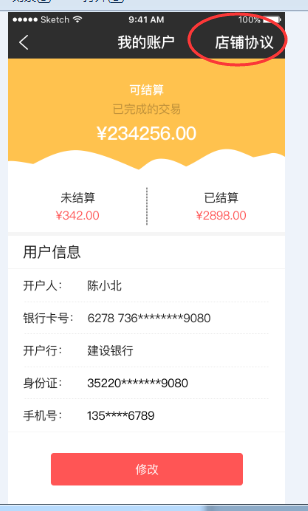 ●●●●● Sketch 9:41 AM 100%
我的账户 店铺协议
可结算
已完成的交易
¥234256.00
未结算 已结算
¥342.00 ¥2898.00
用户信息
开户人: 陈小北
银行卡号: 6278 736********9080
开户行: 建设银行
身份证: 35220*******9080
手机号: 135****6789
修改